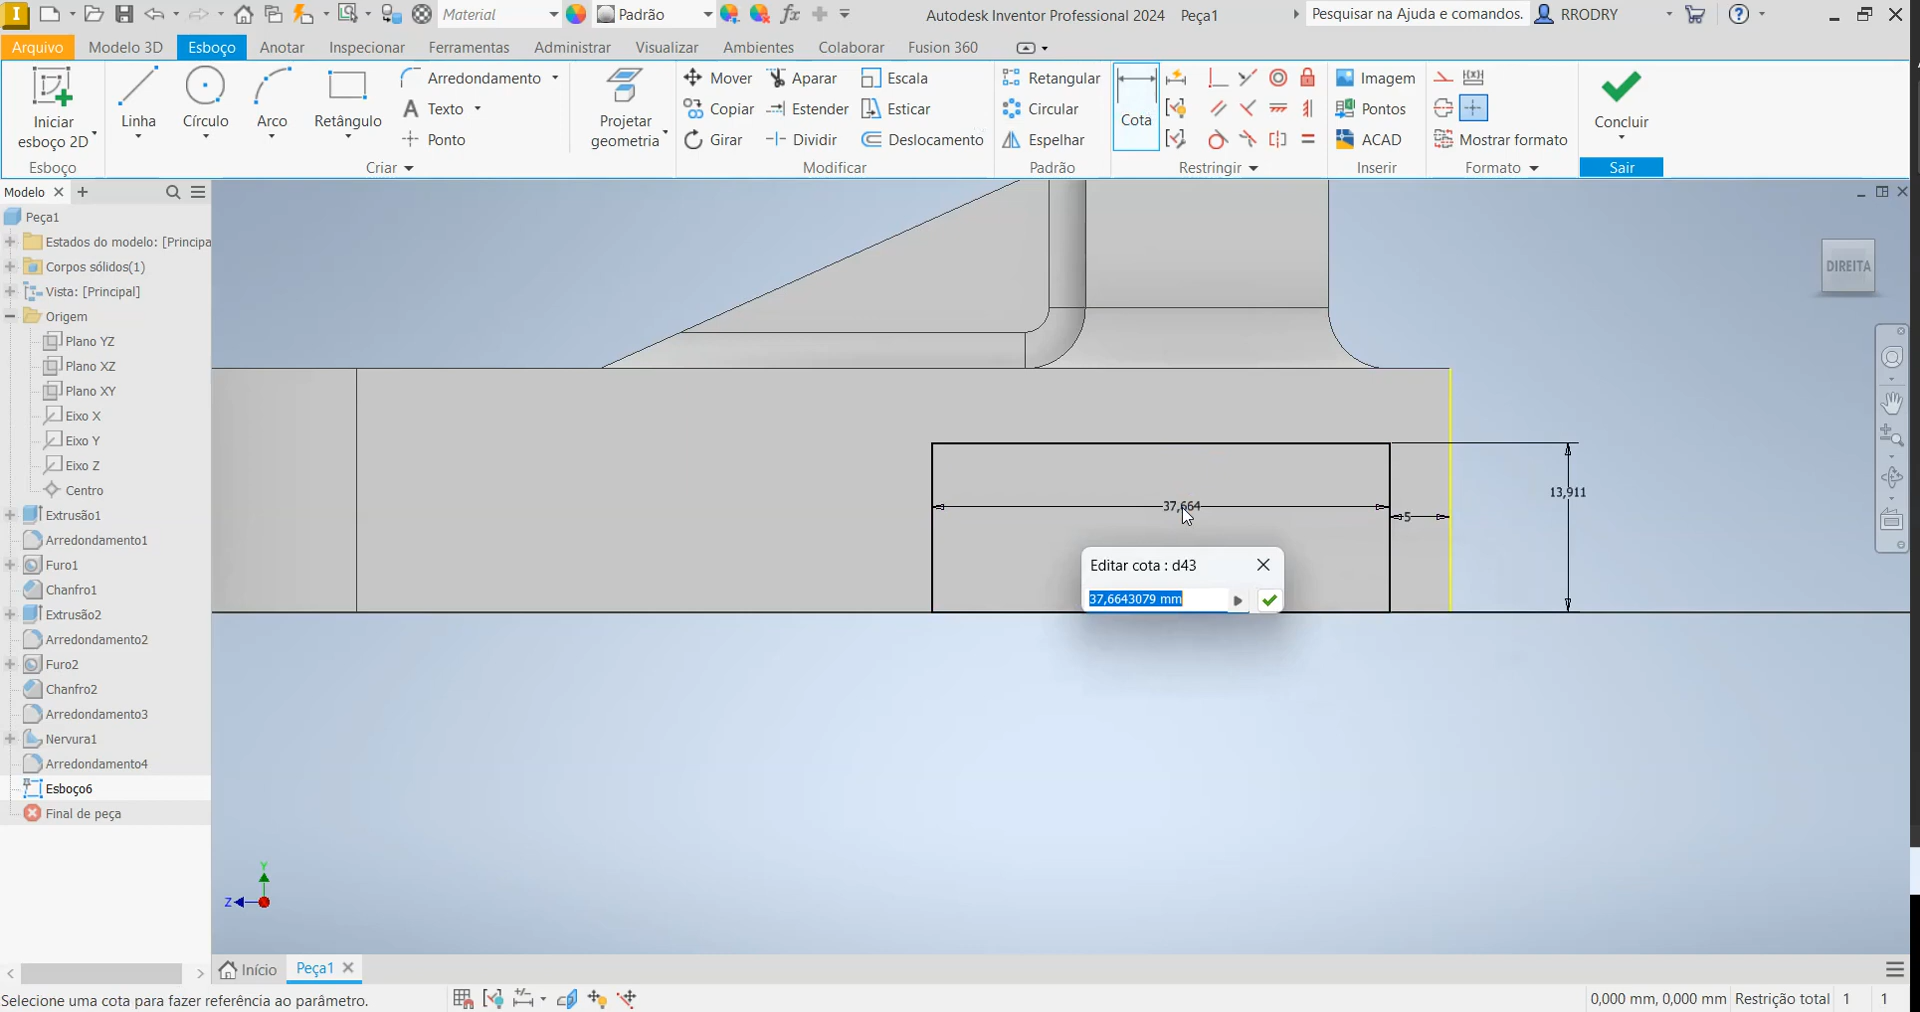 I Material Padrão fx Autodesk Inventor Professional 2024 Peça1 Pesquisar na Ajuda e comandos. RRODRY
Arquivo Modelo 3D Esboço Anotar Inspecionar Ferramentas Administrar Visualizar Ambientes Colaborar Fusion 360
Iniciar esboço 2D
Linha
Círculo
Arco
Retângulo
Arredondamento
A Texto
Ponto
Projetar geometria
Mover Aparar Escala
Copiar Estender Esticar
Girar Dividir Deslocamento
Retangular
Circular
Espelhar
Cota
Imagem
Pontos
ACAD
Mostrar formato
Concluir
Esboço Criar Modificar Padrão Restringir Inserir Formato Sair
Modelo
Peça1
Estados do modelo: [Principa
Corpos sólidos(1)
Vista: [Principal]
Origem
Plano YZ
Plano XZ
Plano XY
Eixo X
Eixo Y
Eixo Z
Centro
Extrusão1
Arredondamento1
Furo1
Chanfro1
Extrusão2
Arredondamento2
Furo2
Chanfro2
Arredondamento3
Nervura1
Arredondamento4
Esboço6
Final de peça
DIREITA
13,911
37,664
5
Editar cota : d43
37,6643079 mm
Y
Z
Início Peça1
Selecione uma cota para fazer referência ao parâmetro. 0,000 mm, 0,000 mm Restrição total 1 1